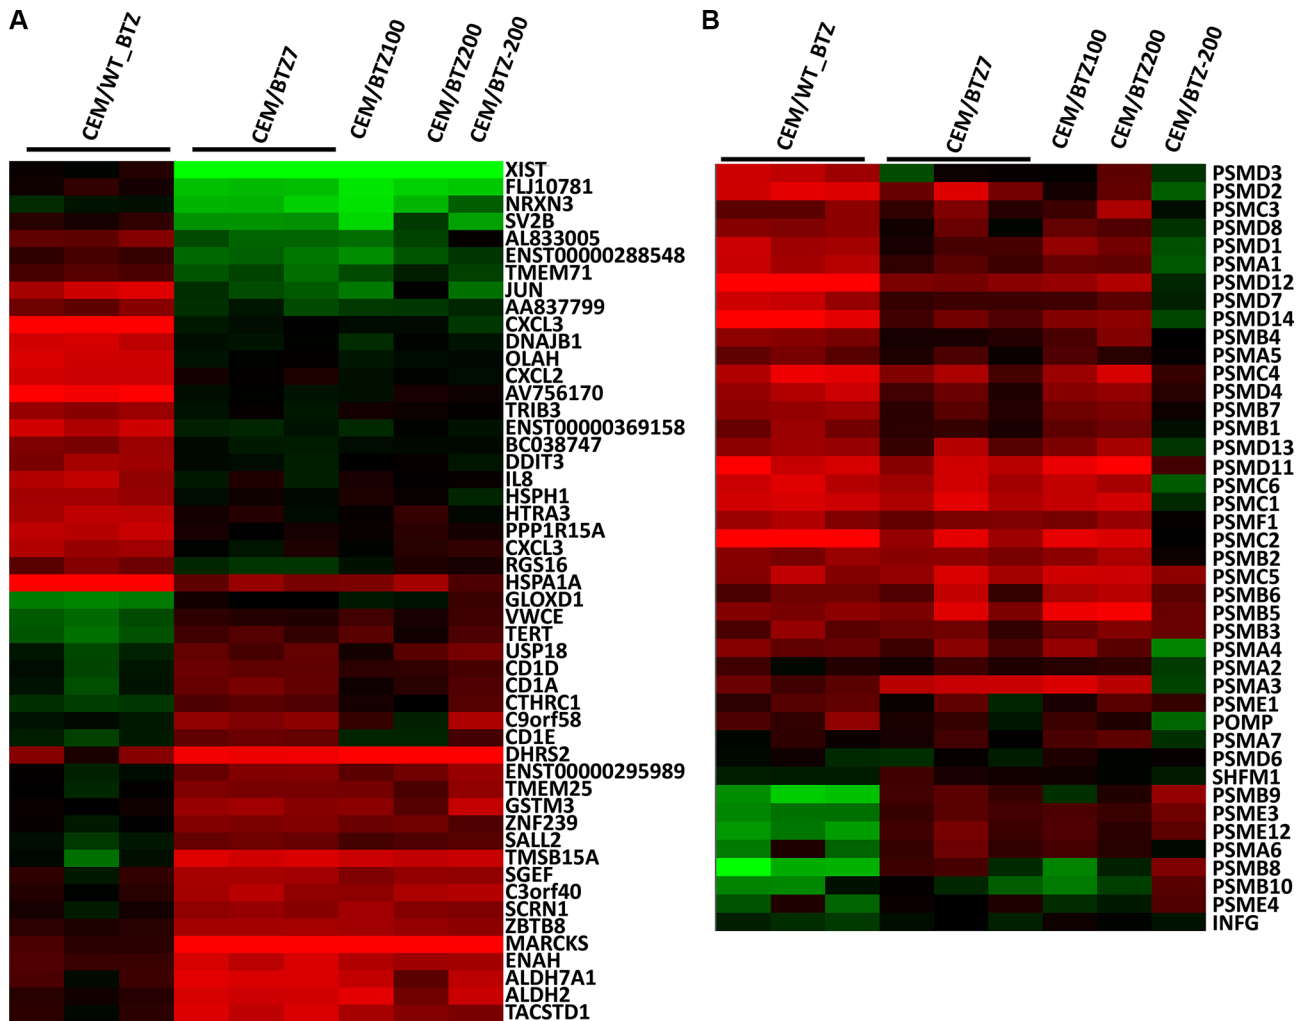 A
CEM/WT_BTZ
CEM/BTZ7
CEM/BTZ100
CEM/BTZ200
CEM/BTZ-200
XIST
FLJ10781
NRXN3
SV2B
AL833005
ENST00000288548
TMEM71
JUN
AA837799
CXCL3
DNAJB1
OLAH
CXCL2
AV756170
TRIB3
ENST00000369158
BC038747
DDIT3
IL8
HSPH1
HTRA3
PPP1R15A
CXCL3
RGS16
HSPA1A
GLOXD1
VWCE
TERT
USP18
CD1D
CD1A
CTHRC1
C9orf58
CD1E
DHRS2
ENST00000295989
TMEM25
GSTM3
ZNF239
SALL2
TMSB15A
SGEF
C3orf40
SCRN1
ZBTB8
MARCKS
ENAH
ALDH7A1
ALDH2
TACSTD1
B
CEM/WT_BTZ
CEM/BTZ7
CEM/BTZ100
CEM/BTZ200
CEM/BTZ-200
PSMD3
PSMD2
PSMC3
PSMD8
PSMD1
PSMA1
PSMD12
PSMD7
PSMD14
PSMB4
PSMA5
PSMC4
PSMD4
PSMB7
PSMB1
PSMD13
PSMD11
PSMC6
PSMC1
PSMF1
PSMC2
PSMB2
PSMC5
PSMB6
PSMB5
PSMB3
PSMA4
PSMA2
PSMA3
PSME1
POMP
PSMA7
PSMD6
SHFM1
PSMB9
PSME3
PSME12
PSMA6
PSMB8
PSMB10
PSME4
INFG